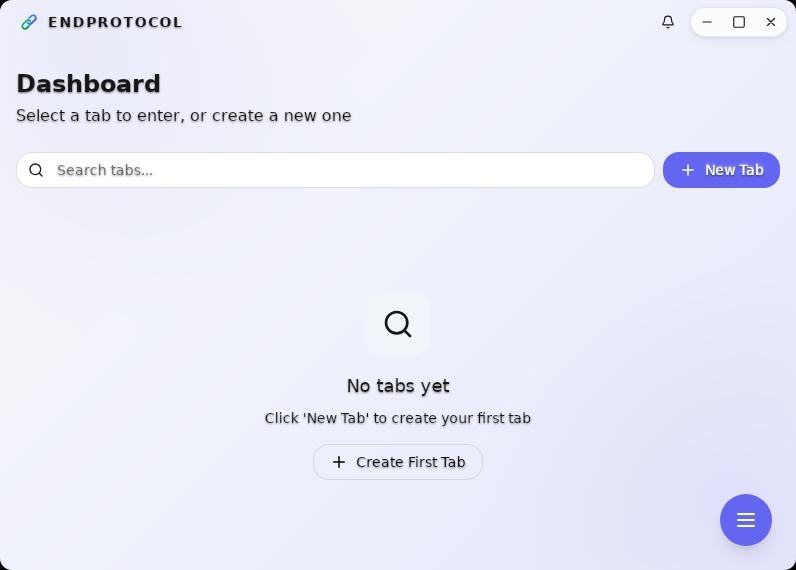 ENDPROTOCOL
Dashboard
Select a tab to enter, or create a new one
Search tabs...
New Tab
No tabs yet
Click 'New Tab' to create your first tab
Create First Tab